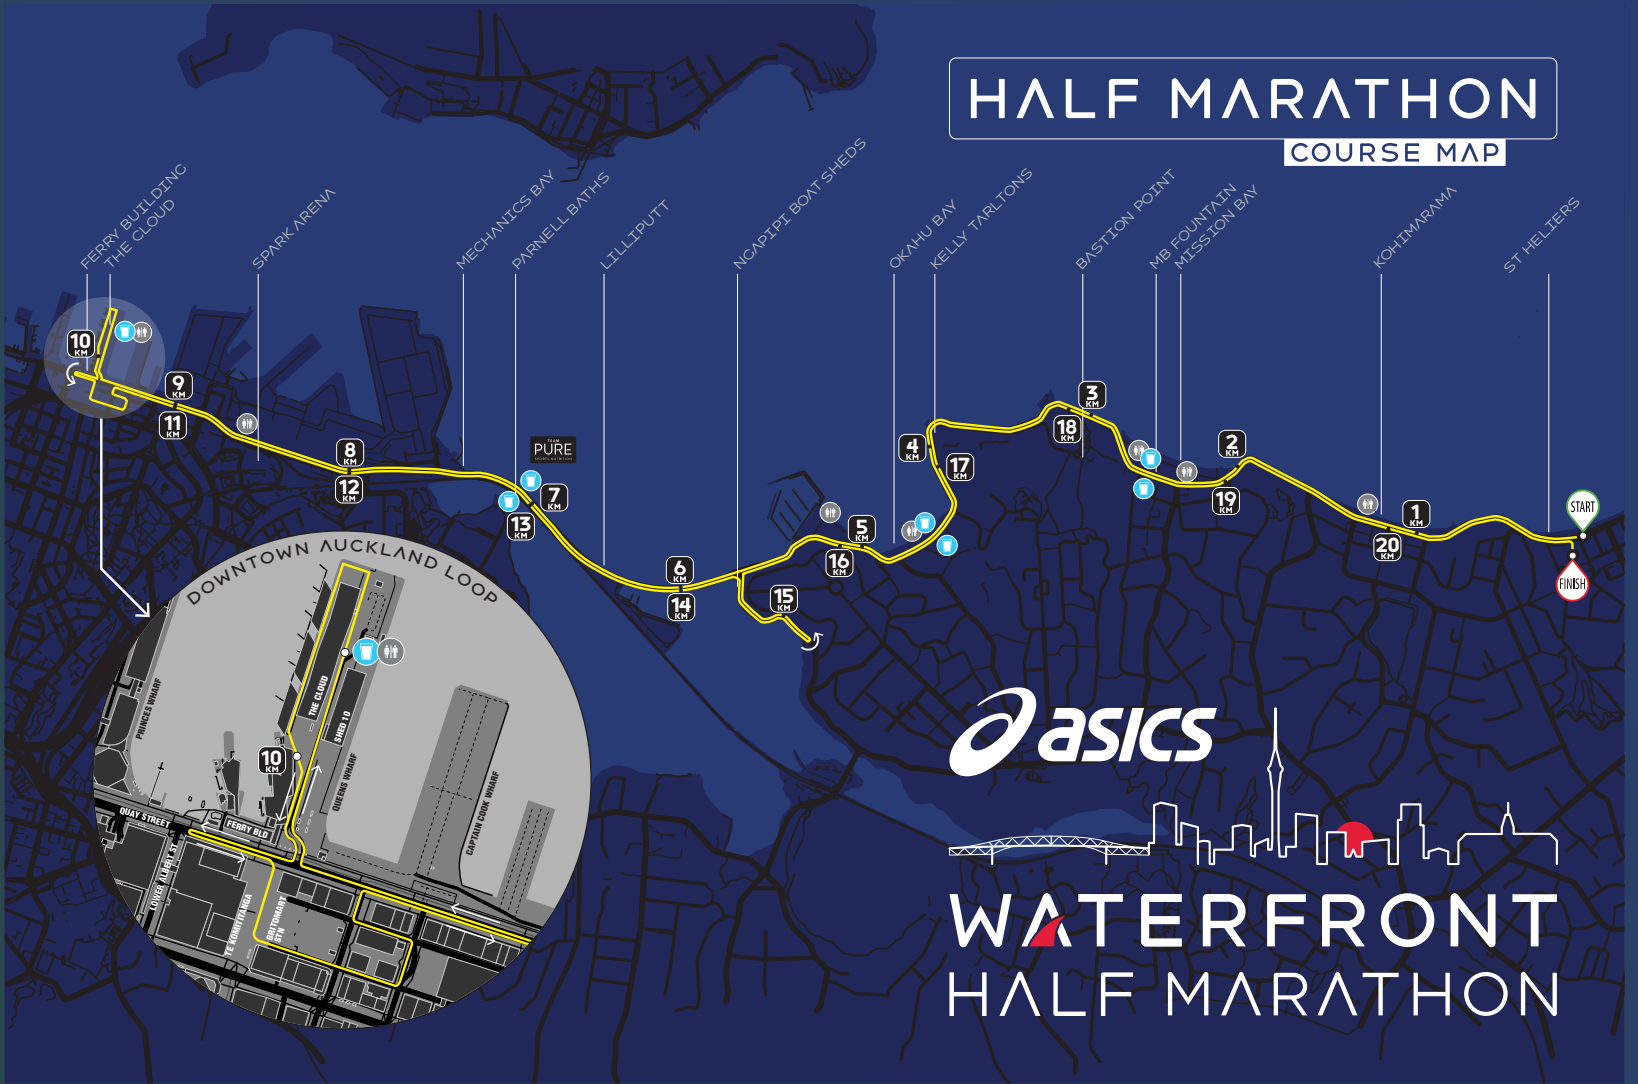 HALF MARATHON
COURSE MAP
FERRY BUILDING
THE CLOUD
SPARK ARENA
MECHANICS BAY
PARNELL BATHS
LILLIPUTT
NGAPIPI BOAT SHEDS
OKAHU BAY
KELLY TARLTONS
BASTION POINT
MB FOUNTAIN
MISSION BAY
KOHIMARAMA
ST HELIERS
10 KM
9 KM
11 KM
8 KM
12 KM
TEAM
PURE
SPORTS NUTRITION
7 KM
13 KM
6 KM
14 KM
15 KM
5 KM
16 KM
4 KM
17 KM
3 KM
18 KM
2 KM
19 KM
1 KM
20 KM
START
FINISH
DOWNTOWN AUCKLAND LOOP
PRINCES WHARF
THE CLOUD
SHED 10
10 KM
QUEENS WHARF
CAPTAIN COOK WHARF
QUAY STREET
FERRY BLD
LOWER ALBERT ST
TE KOMITITANGA
BRITOMART
STN
asics
WATERFRONT
HALF MARATHON